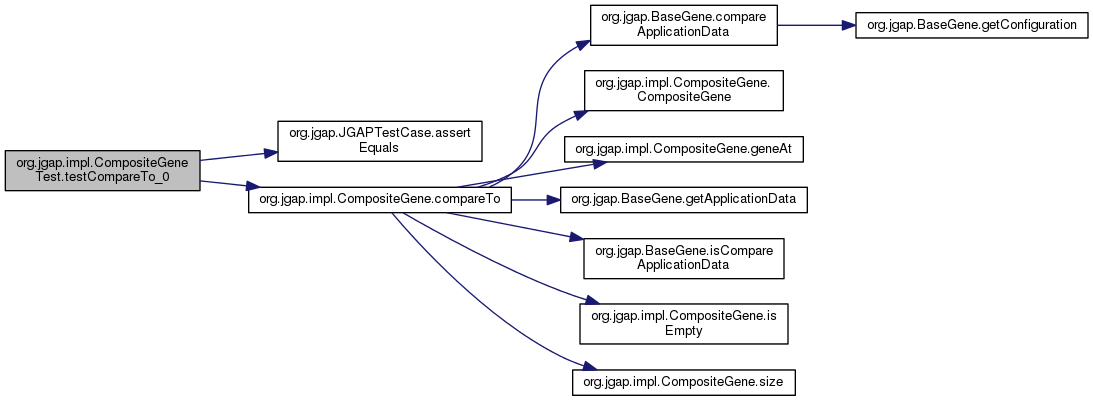 org.jgap.impl.CompositeGene
Test.testCompareTo_0
org.jgap.JGAPTestCase.assert
Equals
org.jgap.impl.CompositeGene.compareTo
org.jgap.BaseGene.compare
ApplicationData
org.jgap.BaseGene.getConfiguration
org.jgap.impl.CompositeGene.
CompositeGene
org.jgap.impl.CompositeGene.geneAt
org.jgap.BaseGene.getApplicationData
org.jgap.BaseGene.isCompare
ApplicationData
org.jgap.impl.CompositeGene.is
Empty
org.jgap.impl.CompositeGene.size